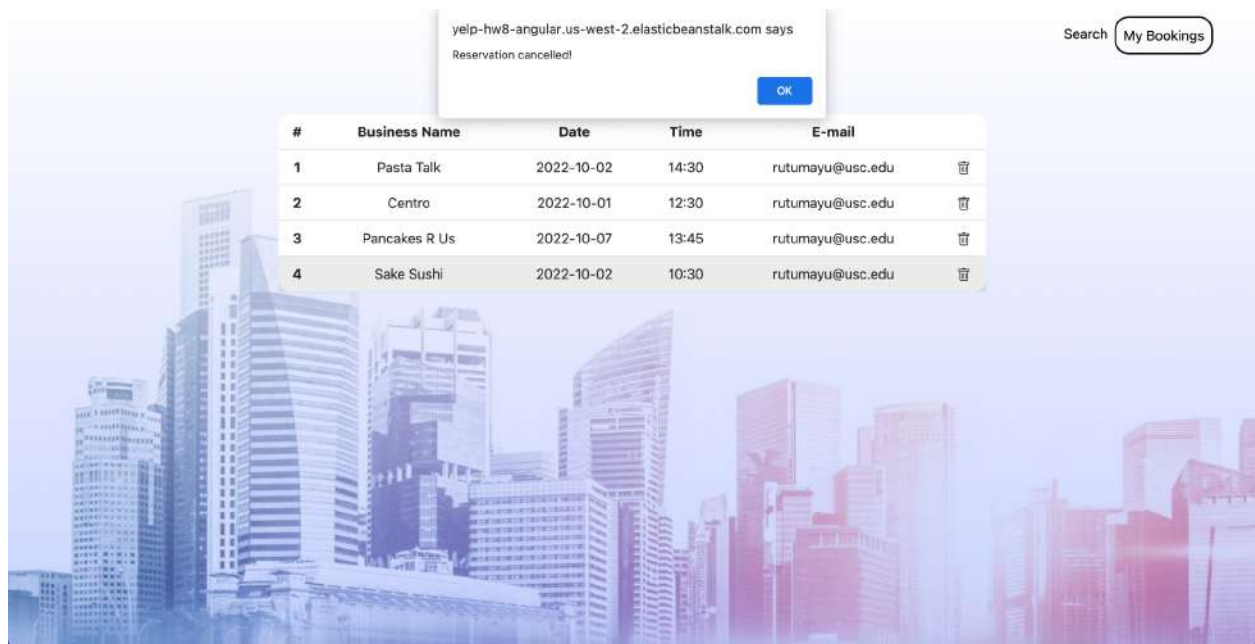 yelp-hw8-angular.us-west-2.elasticbeanstalk.com says
Reservation cancelled!
OK
Search My Bookings
# Business Name Date Time E-mail
1 Pasta Talk 2022-10-02 14:30 rutumayu@usc.edu
2 Centro 2022-10-01 12:30 rutumayu@usc.edu
3 Pancakes R Us 2022-10-07 13:45 rutumayu@usc.edu
4 Sake Sushi 2022-10-02 10:30 rutumayu@usc.edu